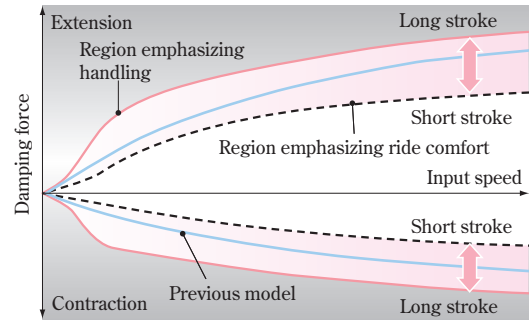 Extension
Long stroke
Region emphasizing
handling
Damping force
Short stroke
Region emphasizing ride comfort
Input speed
Short stroke
Previous model
Contraction
Long stroke